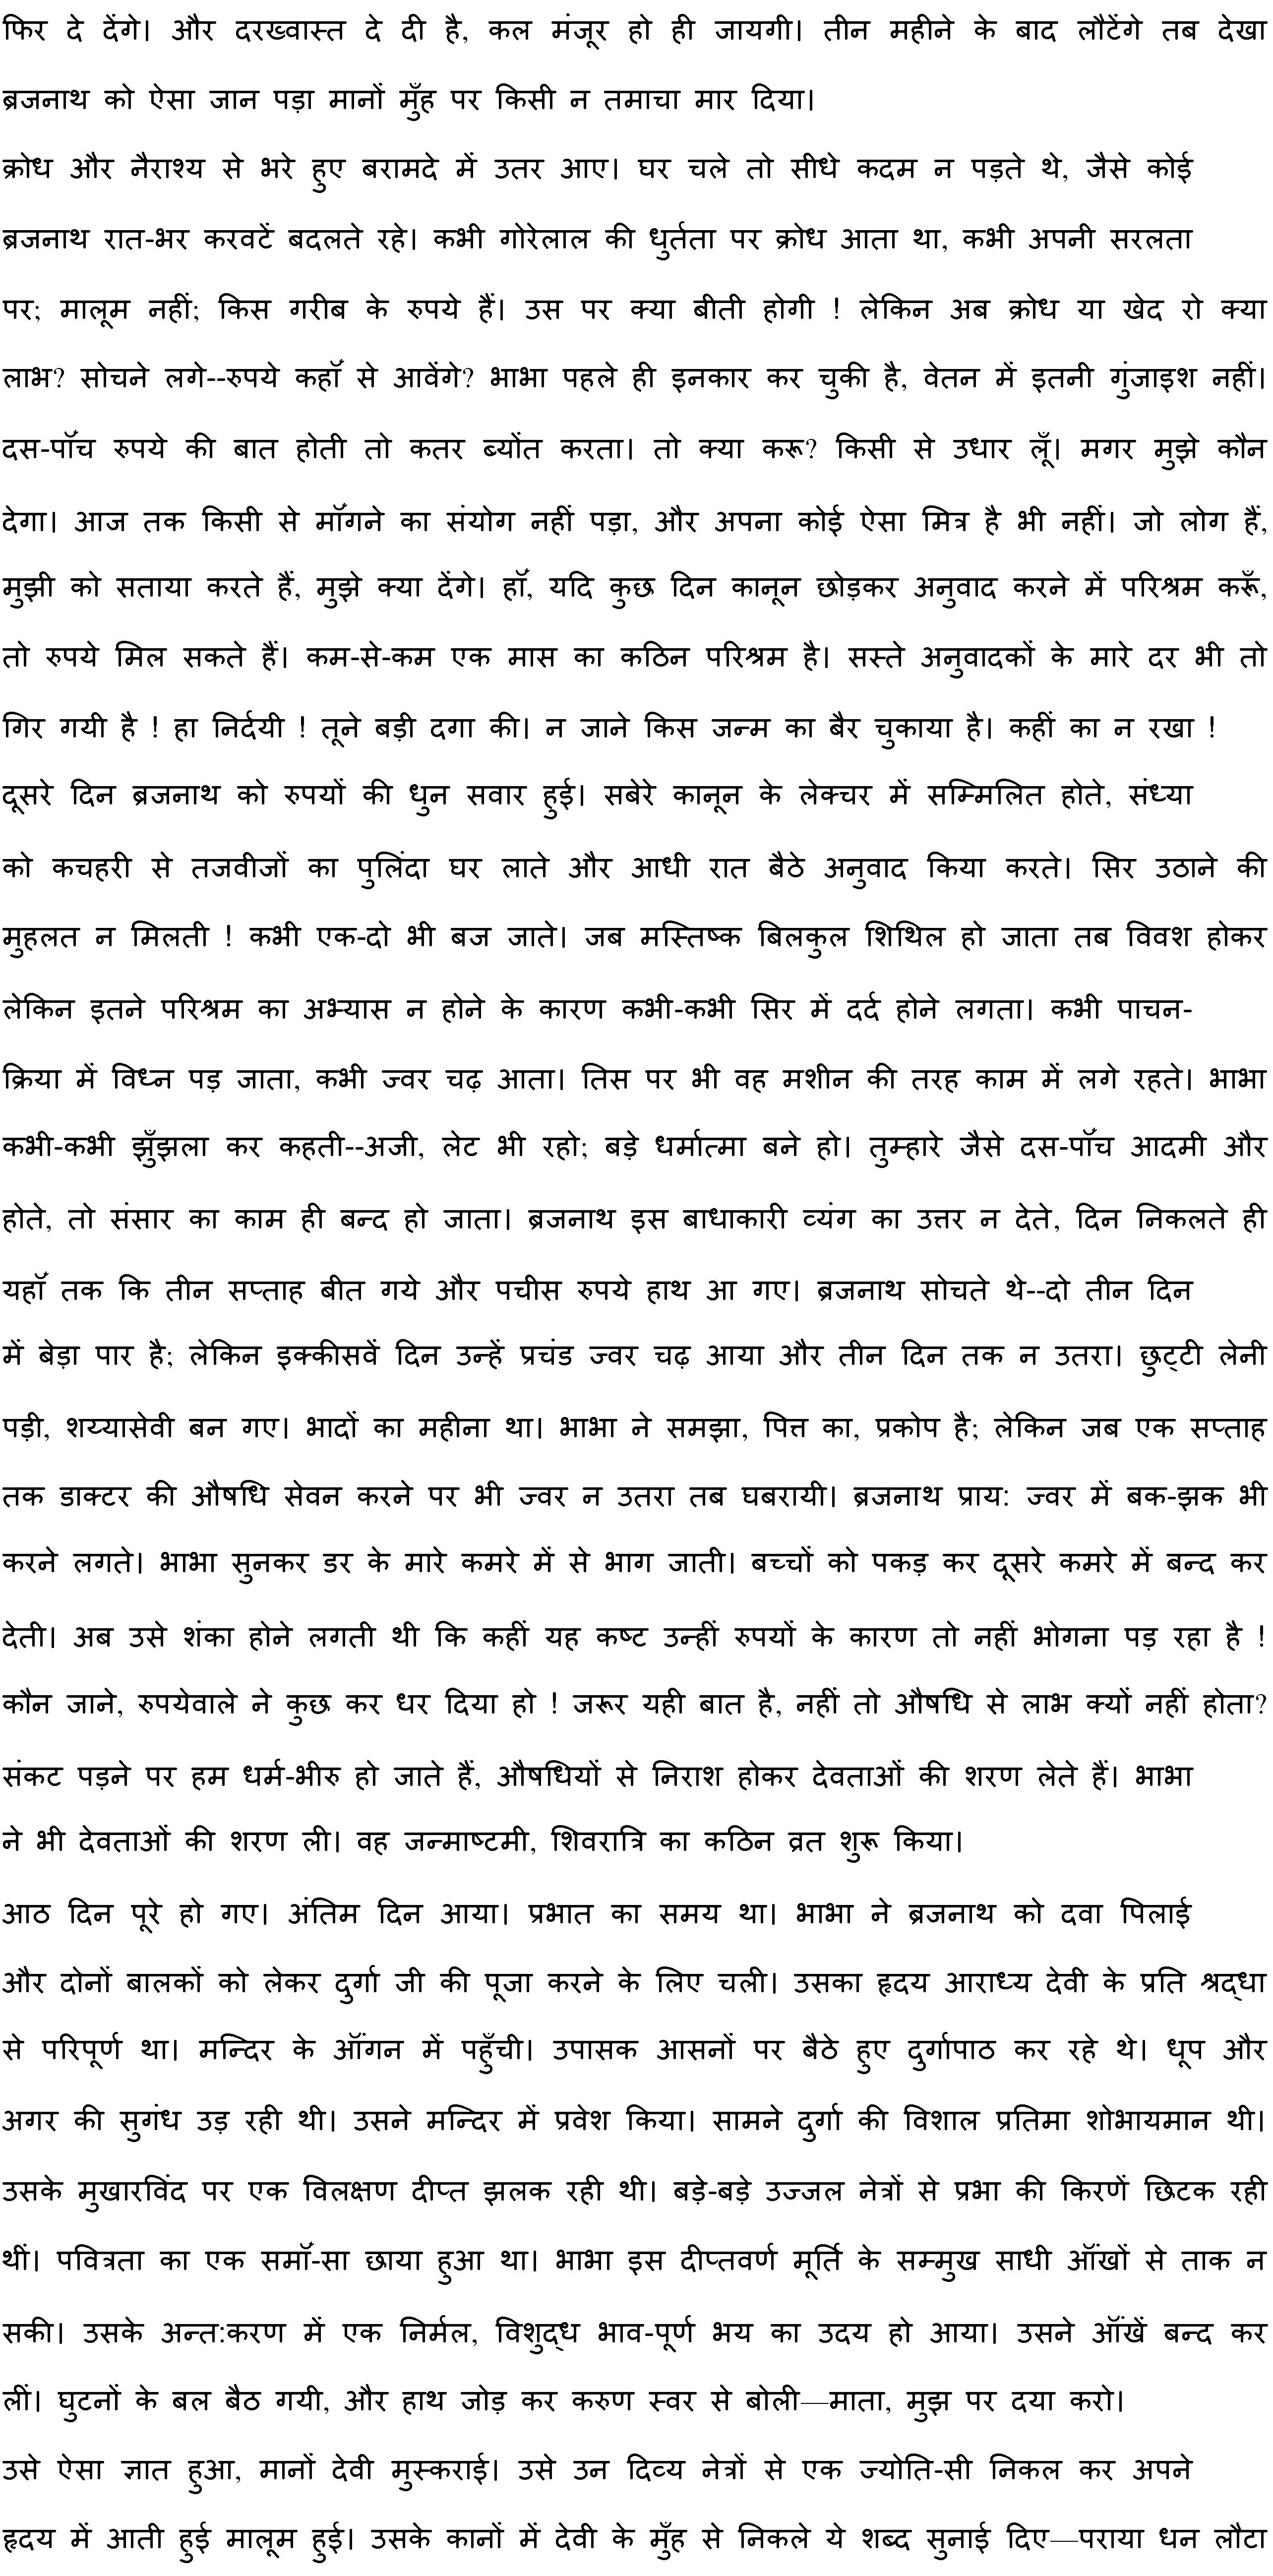 फिर दे देंगे। और दरख्वास्त दे दी है, कल मंजूर हो ही जायगी। तीन महीने के बाद लौटेंगे तब देखा
ब्रजनाथ को ऐसा जान पड़ा मानों मुँह पर किसी न तमाचा मार दिया।
क्रोध और नैराश्य से भरे हुए बरामदे में उतर आए। घर चले तो सीधे कदम न पड़ते थे, जैसे कोई
ब्रजनाथ रात-भर करवटें बदलते रहे। कभी गोरेलाल की धुर्तता पर क्रोध आता था, कभी अपनी सरलता
पर; मालूम नहीं; किस गरीब के रुपये हैं। उस पर क्या बीती होगी ! लेकिन अब क्रोध या खेद रो क्या
लाभ? सोचने लगे--रुपये कहॉँ से आवेंगे? भाभा पहले ही इनकार कर चुकी है, वेतन में इतनी गुंजाइश नहीं।
दस-पॉँच रुपये की बात होती तो कतर ब्योंत करता। तो क्या करू? किसी से उधार लूँ। मगर मुझे कौन
देगा। आज तक किसी से मॉँगने का संयोग नहीं पड़ा, और अपना कोई ऐसा मित्र है भी नहीं। जो लोग हैं,
मुझी को सताया करते हैं, मुझे क्या देंगे। हॉँ, यदि कुछ दिन कानून छोड़कर अनुवाद करने में परिश्रम करूँ,
तो रुपये मिल सकते हैं। कम-से-कम एक मास का कठिन परिश्रम है। सस्ते अनुवादकों के मारे दर भी तो
गिर गयी है ! हा निर्दयी ! तूने बड़ी दगा की। न जाने किस जन्म का बैर चुकाया है। कहीं का न रखा !
दूसरे दिन ब्रजनाथ को रुपयों की धुन सवार हुई। सबेरे कानून के लेक्चर में सम्मिलित होते, संध्या
को कचहरी से तजवीजों का पुलिंदा घर लाते और आधी रात बैठे अनुवाद किया करते। सिर उठाने की
मुहलत न मिलती ! कभी एक-दो भी बज जाते। जब मस्तिष्क बिलकुल शिथिल हो जाता तब विवश होकर
लेकिन इतने परिश्रम का अभ्यास न होने के कारण कभी-कभी सिर में दर्द होने लगता। कभी पाचन-
क्रिया में विध्न पड़ जाता, कभी ज्वर चढ़ आता। तिस पर भी वह मशीन की तरह काम में लगे रहते। भाभा
कभी-कभी झुँझला कर कहती--अजी, लेट भी रहो; बड़े धर्मात्मा बने हो। तुम्हारे जैसे दस-पॉँच आदमी और
होते, तो संसार का काम ही बन्द हो जाता। ब्रजनाथ इस बाधाकारी व्यंग का उत्तर न देते, दिन निकलते ही
यहॉँ तक कि तीन सप्ताह बीत गये और पचीस रुपये हाथ आ गए। ब्रजनाथ सोचते थे--दो तीन दिन
में बेड़ा पार है; लेकिन इक्कीसवें दिन उन्हें प्रचंड ज्वर चढ़ आया और तीन दिन तक न उतरा। छुट्टी लेनी
पड़ी, शय्यासेवी बन गए। भादों का महीना था। भाभा ने समझा, पित्त का, प्रकोप है; लेकिन जब एक सप्ताह
तक डाक्टर की औषधि सेवन करने पर भी ज्वर न उतरा तब घबरायी। ब्रजनाथ प्राय: ज्वर में बक-झक भी
करने लगते। भाभा सुनकर डर के मारे कमरे में से भाग जाती। बच्चों को पकड़ कर दूसरे कमरे में बन्द कर
देती। अब उसे शंका होने लगती थी कि कहीं यह कष्ट उन्हीं रुपयों के कारण तो नहीं भोगना पड़ रहा है !
कौन जाने, रुपयेवाले ने कुछ कर धर दिया हो ! जरूर यही बात है, नहीं तो औषधि से लाभ क्यों नहीं होता?
संकट पड़ने पर हम धर्म-भीरु हो जाते हैं, औषधियों से निराश होकर देवताओं की शरण लेते हैं। भाभा
ने भी देवताओं की शरण ली। वह जन्माष्टमी, शिवरात्रि का कठिन व्रत शुरू किया।
आठ दिन पूरे हो गए। अंतिम दिन आया। प्रभात का समय था। भाभा ने ब्रजनाथ को दवा पिलाई
और दोनों बालकों को लेकर दुर्गा जी की पूजा करने के लिए चली। उसका हृदय आराध्य देवी के प्रति श्रद्धा
से परिपूर्ण था। मन्दिर के ऑंगन में पहुँची। उपासक आसनों पर बैठे हुए दुर्गापाठ कर रहे थे। धूप और
अगर की सुगंध उड़ रही थी। उसने मन्दिर में प्रवेश किया। सामने दुर्गा की विशाल प्रतिमा शोभायमान थी।
उसके मुखारविंद पर एक विलक्षण दीप्त झलक रही थी। बड़े-बड़े उज्जल नेत्रों से प्रभा की किरणें छिटक रही
थीं। पवित्रता का एक समॉँ-सा छाया हुआ था। भाभा इस दीप्तवर्ण मूर्ति के सम्मुख साधी ऑंखों से ताक न
सकी। उसके अन्त:करण में एक निर्मल, विशुद्ध भाव-पूर्ण भय का उदय हो आया। उसने ऑंखें बन्द कर
लीं। घुटनों के बल बैठ गयी, और हाथ जोड़ कर करुण स्वर से बोली—माता, मुझ पर दया करो।
उसे ऐसा ज्ञात हुआ, मानों देवी मुस्कराई। उसे उन दिव्य नेत्रों से एक ज्योति-सी निकल कर अपने
हृदय में आती हुई मालूम हुई। उसके कानों में देवी के मुँह से निकले ये शब्द सुनाई दिए—पराया धन लौटा